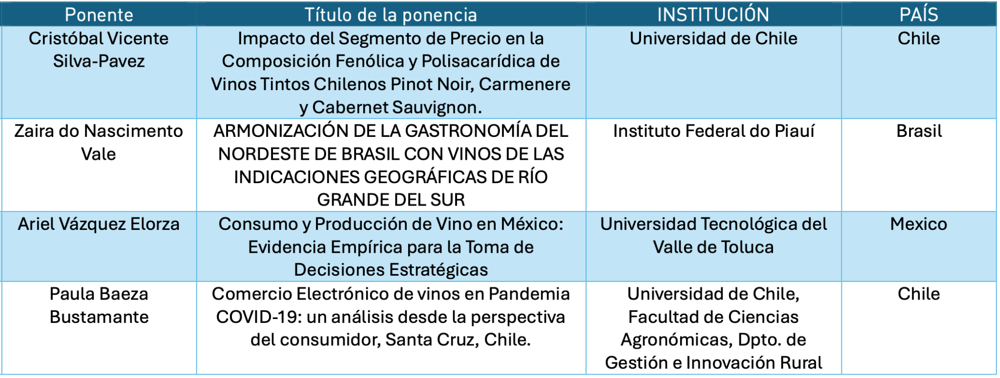 Ponente
Título de la ponencia
INSTITUCIÓN
PAÍS
Cristóbal Vicente
Silva-Pavez
Impacto del Segmento de Precio en la
Composición Fenólica y Polisacarídica de
Vinos Tintos Chilenos Pinot Noir, Carmenere
y Cabernet Sauvignon.
Universidad de Chile
Chile
Zaira do Nascimento
Vale
ARMONIZACIÓN DE LA GASTRONOMÍA DEL
NORDESTE DE BRASIL CON VINOS DE LAS
INDICACIONES GEOGRÁFICAS DE RÍO
GRANDE DEL SUR
Instituto Federal do Piauí
Brasil
Ariel Vázquez Elorza
Consumo y Producción de Vino en México:
Evidencia Empírica para la Toma de
Decisiones Estratégicas
Universidad Tecnológica del
Valle de Toluca
Mexico
Paula Baeza
Bustamante
Comercio Electrónico de vinos en Pandemia
COVID-19: un análisis desde la perspectiva
del consumidor, Santa Cruz, Chile.
Universidad de Chile,
Facultad de Ciencias
Agronómicas, Dpto. de
Gestión e Innovación Rural
Chile